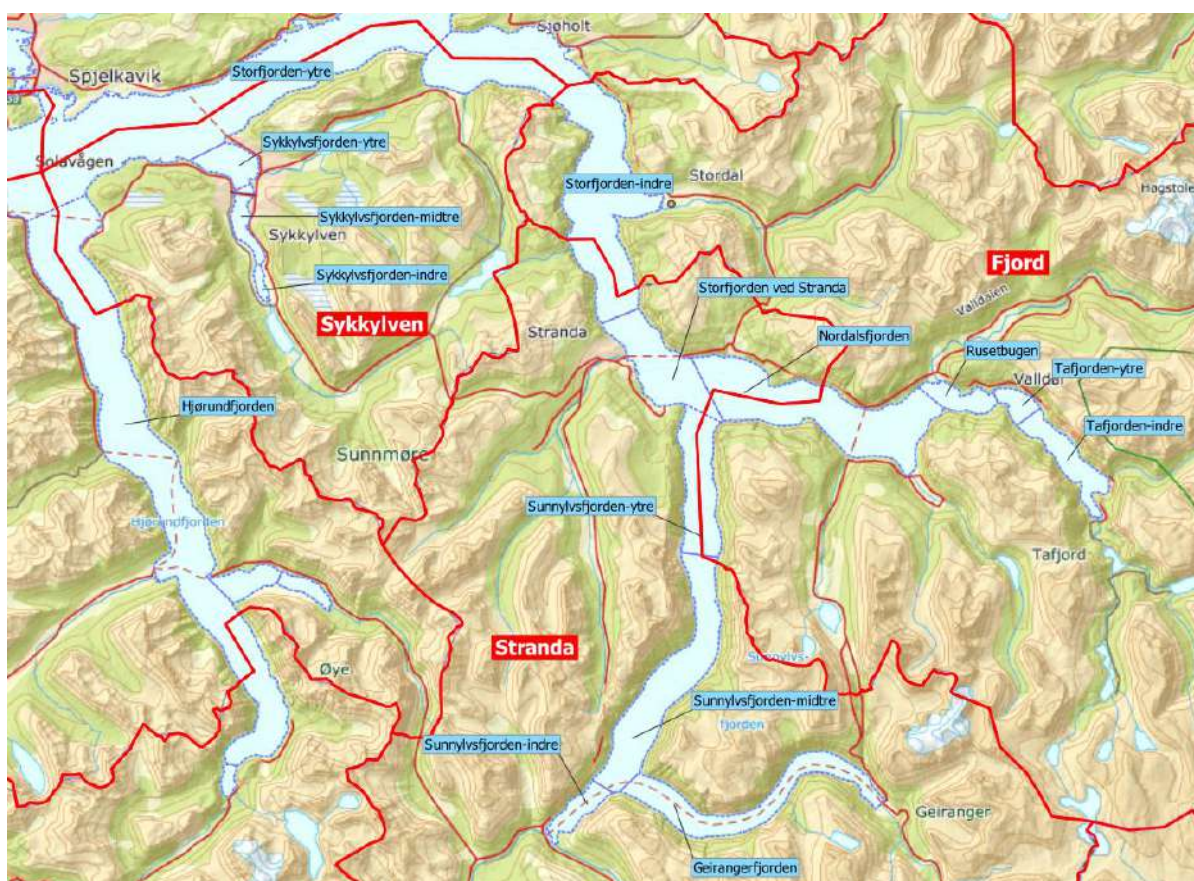 Sjøholt
Spjelkavik
Storfjorden-ytre
Sykkylvsfjorden-ytre
Solavågen
Stordal
Storfjorden-indre
Høgstole
Sykkylvsfjorden-midtre
Sykkylven
Fjord
Sykkylvsfjorden-indre
Storfjorden ved Stranda
Valldalen
Sykkylven
Stranda
Nordalsfjorden
Rusetbugen
Tafjorden-ytre
Valldal
Hjørundfjorden
Tafjorden-indre
Sunnmøre
Sunnylvsfjorden-ytre
Hjørundfjorden
Tafjord
Stranda
Sunnylvs-
Øye
Sunnylvsfjorden-midtre
fjorden
Sunnylvsfjorden-indre
Geiranger
Geirangerfjorden